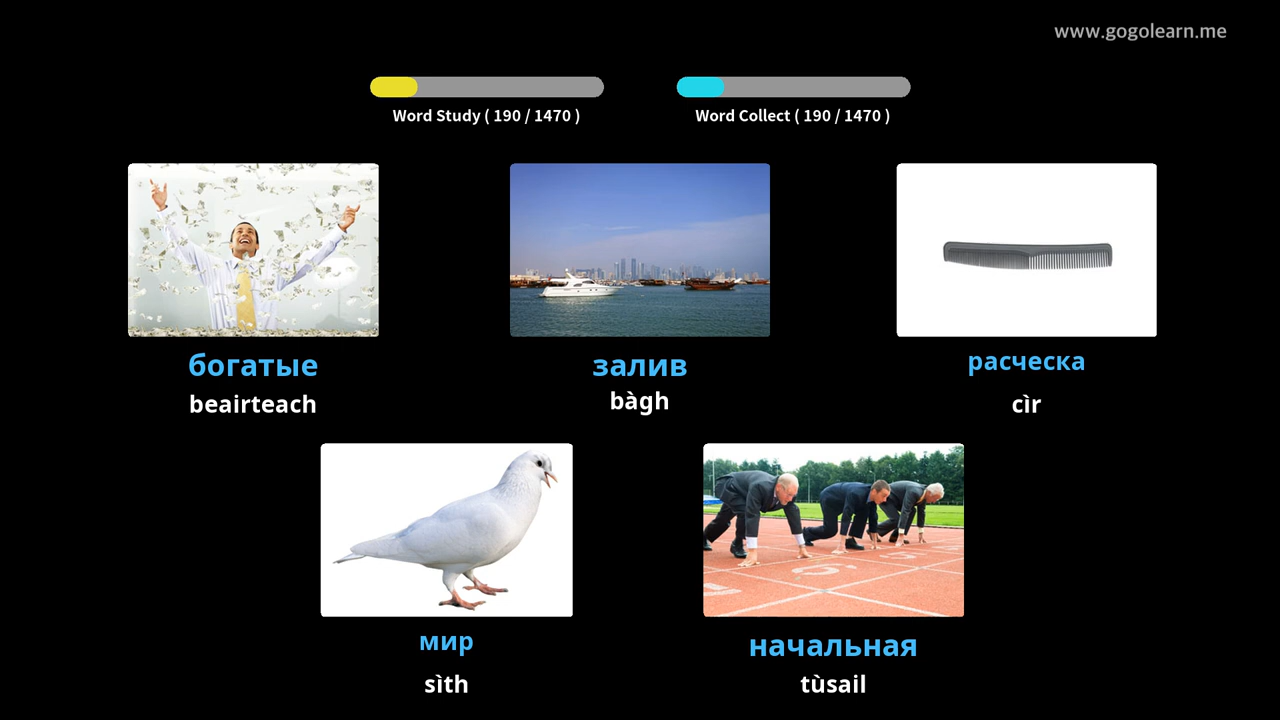 www.gogolearn.me
Word Study ( 190 / 1470 )
Word Collect ( 190 / 1470 )
богатые
beairteach
залив
bàgh
расческа
cìr
мир
sìth
начальная
tùsail